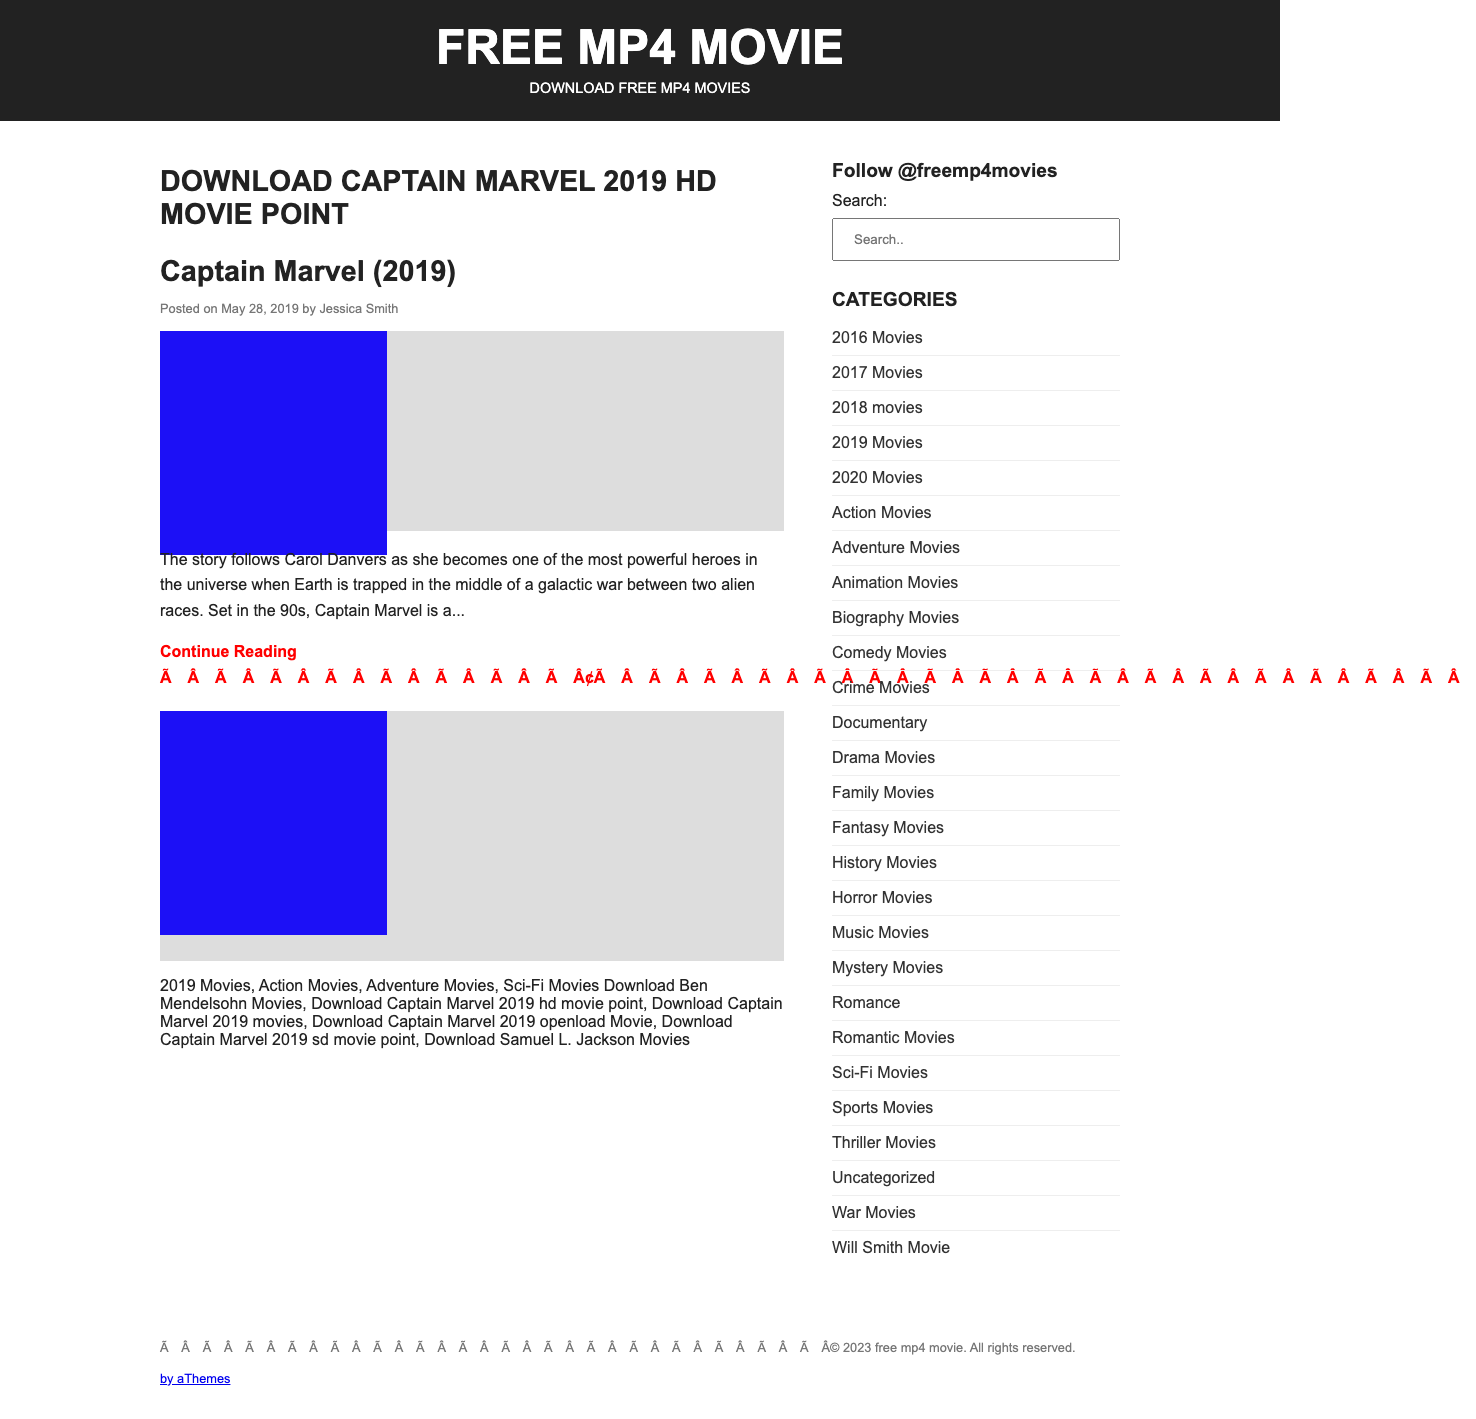 FREE MP4 MOVIE
DOWNLOAD FREE MP4 MOVIES
DOWNLOAD CAPTAIN MARVEL 2019 HD
MOVIE POINT
Captain Marvel (2019)
Posted on May 28, 2019 by Jessica Smith
The story follows Carol Danvers as she becomes one of the most powerful heroes in
the universe when Earth is trapped in the middle of a galactic war between two alien
races. Set in the 90s, Captain Marvel is a...
Continue Reading
Ã Â Ã Â Ã Â Ã Â Ã Â Ã Â Ã Â Ã Â¢Ã Â Ã Â Ã Â Ã Â Ã Â Ã Â Ã Â Ã Â Ã Â Ã Â Ã Â Ã Â Ã Â Ã Â Ã Â Ã Â
2019 Movies, Action Movies, Adventure Movies, Sci-Fi Movies Download Ben
Mendelsohn Movies, Download Captain Marvel 2019 hd movie point, Download Captain
Marvel 2019 movies, Download Captain Marvel 2019 openload Movie, Download
Captain Marvel 2019 sd movie point, Download Samuel L. Jackson Movies
Follow @freemp4movies
Search:
Search..
CATEGORIES
2016 Movies
2017 Movies
2018 movies
2019 Movies
2020 Movies
Action Movies
Adventure Movies
Animation Movies
Biography Movies
Comedy Movies
Crime Movies
Documentary
Drama Movies
Family Movies
Fantasy Movies
History Movies
Horror Movies
Music Movies
Mystery Movies
Romance
Romantic Movies
Sci-Fi Movies
Sports Movies
Thriller Movies
Uncategorized
War Movies
Will Smith Movie
Ã Â Ã Â Ã Â Ã Â Ã Â Ã Â Ã Â Ã Â Ã Â Ã Â Ã Â Ã Â Ã Â Ã Â Ã Â Ã Â© 2023 free mp4 movie. All rights reserved.
by aThemes